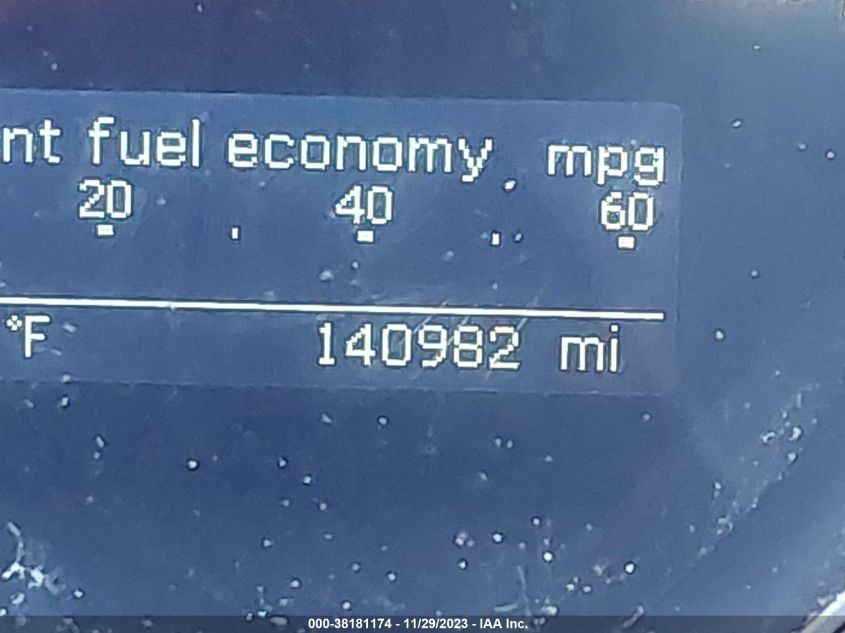 nt fuel economy mpg
20 40 60
°F 140982 mi
000-38181174 - 11/29/2023 - IAA Inc.